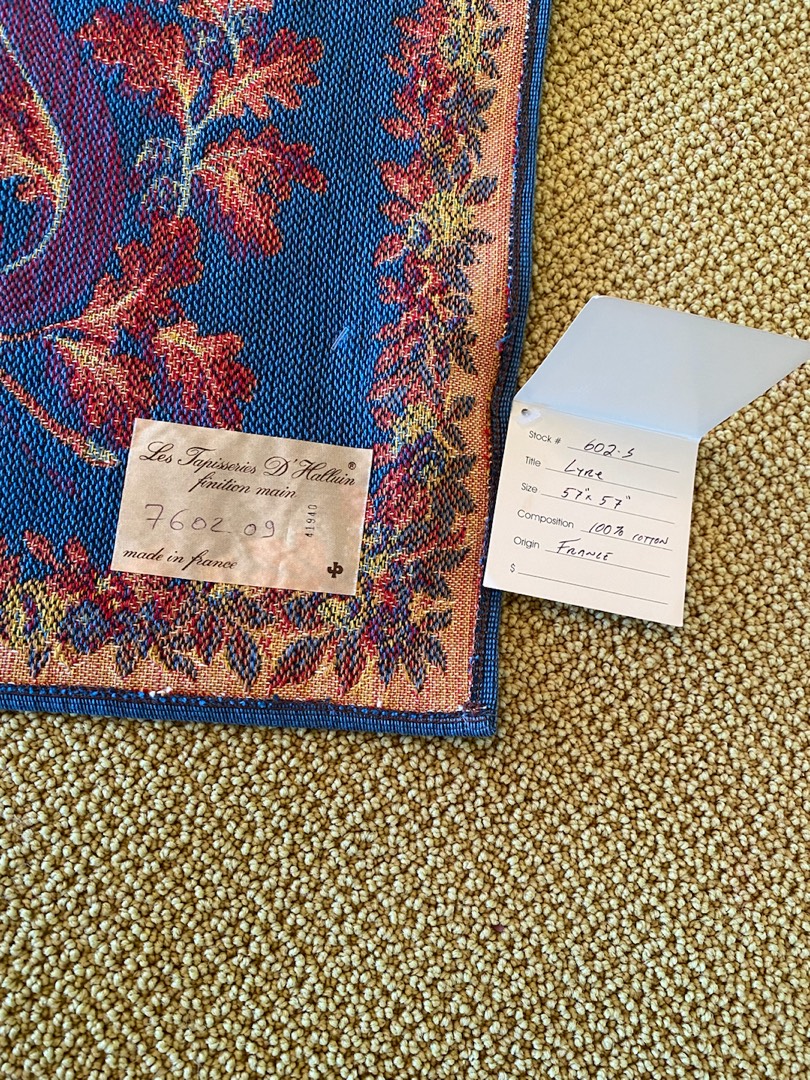 Les Tapisseries D'Halluin®
finition main
7602 09
41940
made in france
JP
Stock # 602-S
Title Lyre
Size 57" x 57"
Composition 100% COTTON
Origin FRANCE
$